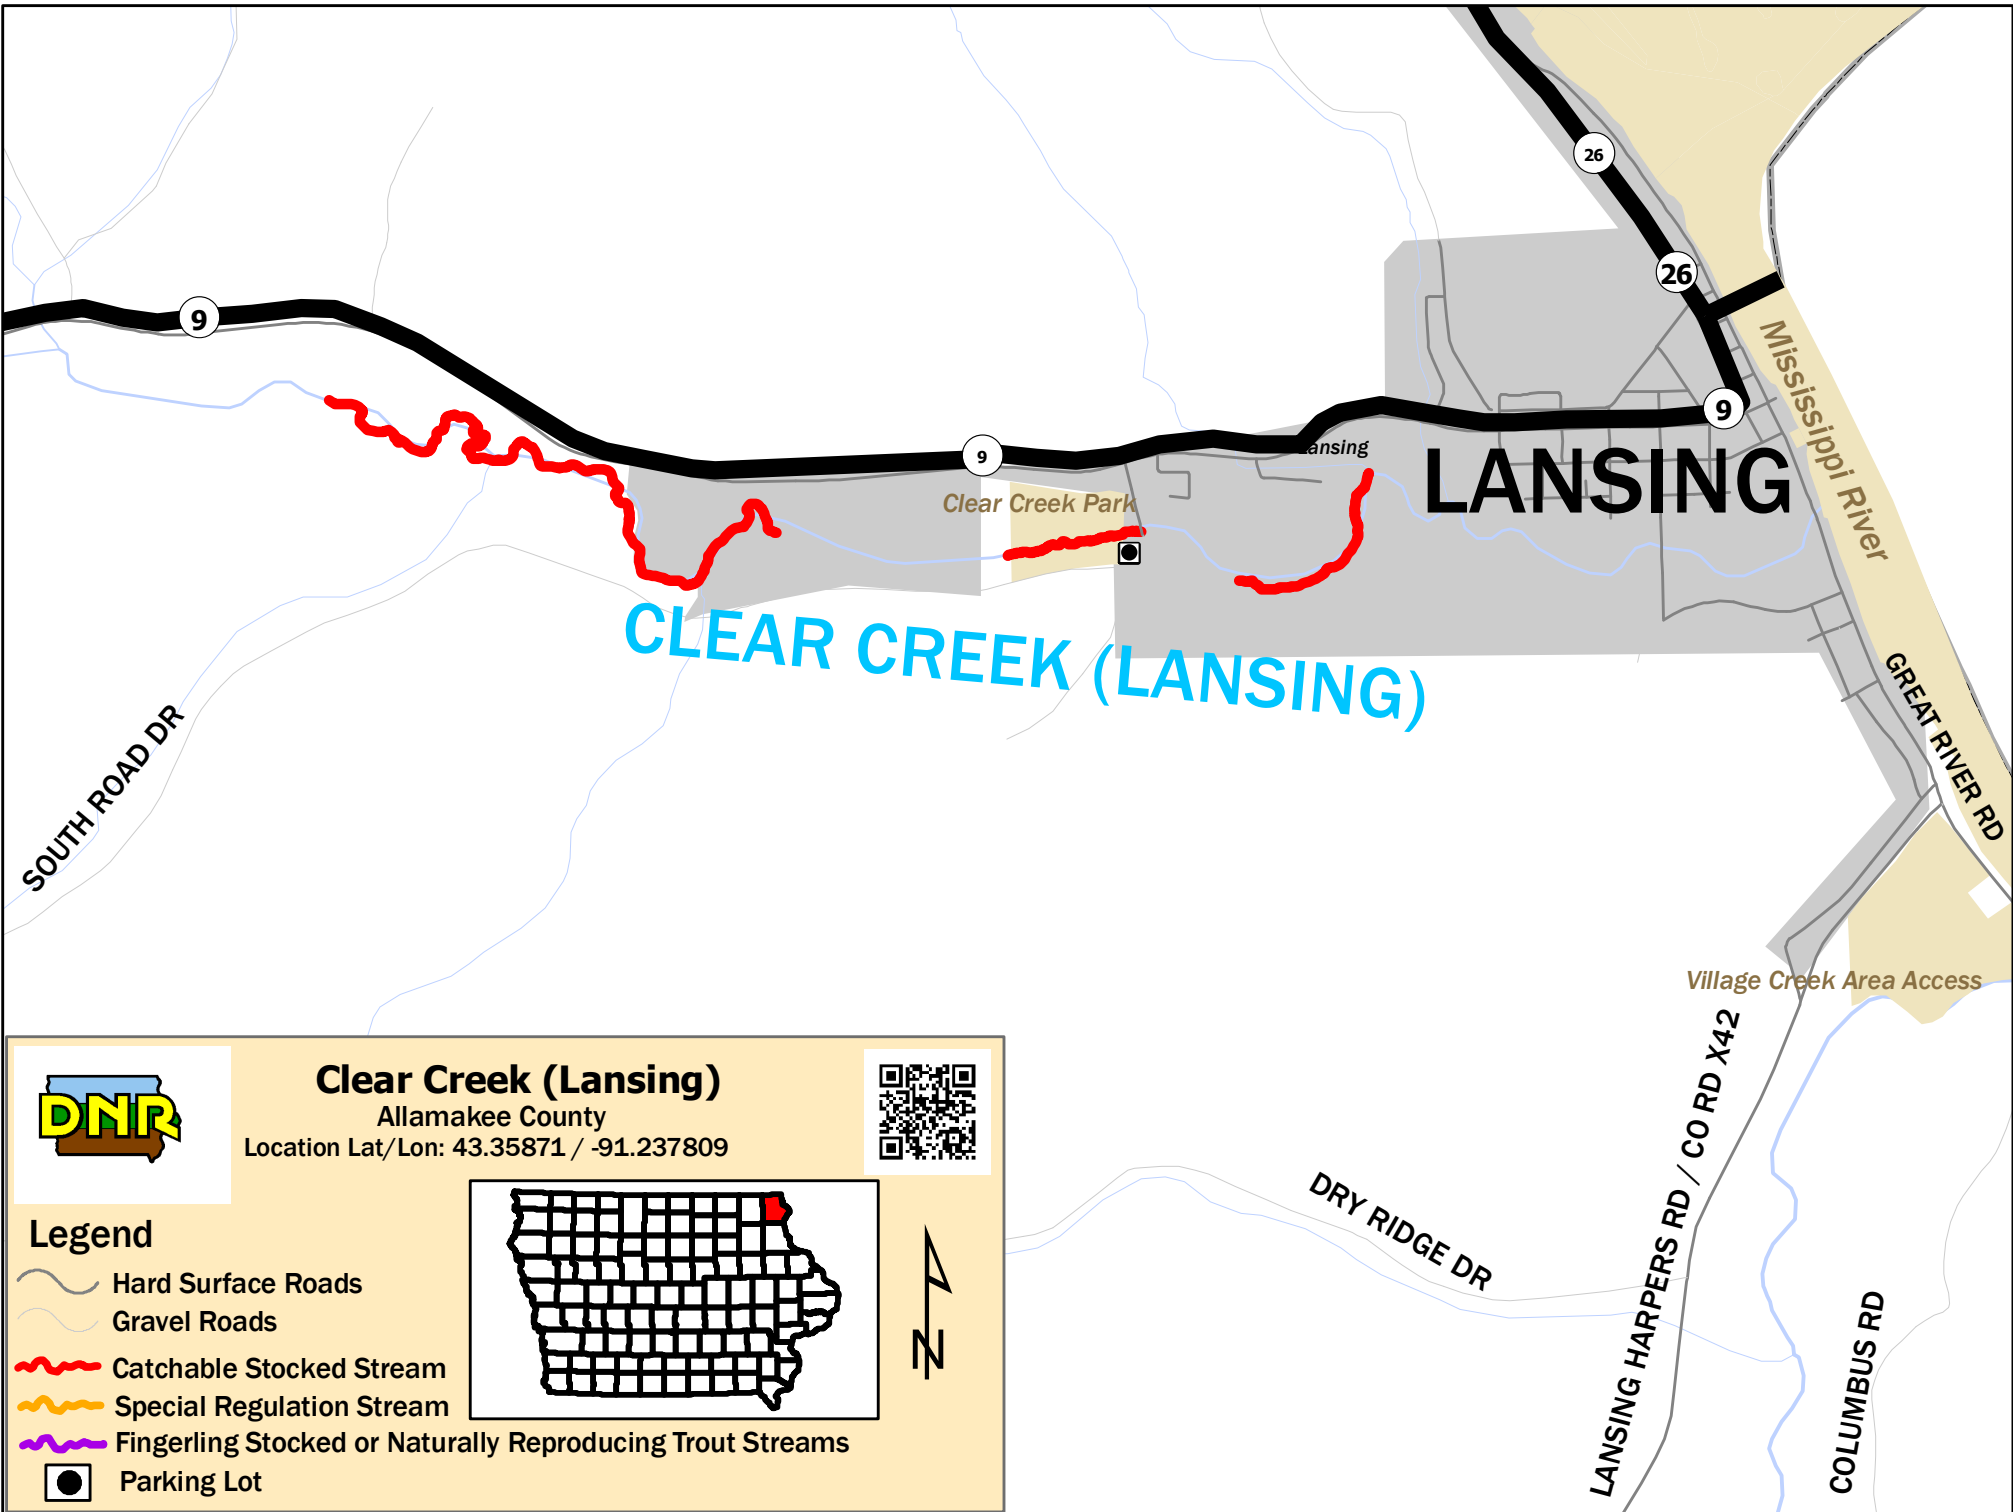 26
26
9
Mississippi River
9
Lansing
9
LANSING
Clear Creek Park
CLEAR CREEK (LANSING)
GREAT RIVER RD
SOUTH ROAD DR
Village Creek Area Access
LANSING HARPERS RD / CO RD X42
DRY RIDGE DR
COLUMBUS RD
DNR
Clear Creek (Lansing)
Allamakee County
Location Lat/Lon: 43.35871 / -91.237809
Legend
Hard Surface Roads
Gravel Roads
Catchable Stocked Stream
Special Regulation Stream
Fingerling Stocked or Naturally Reproducing Trout Streams
Parking Lot
N